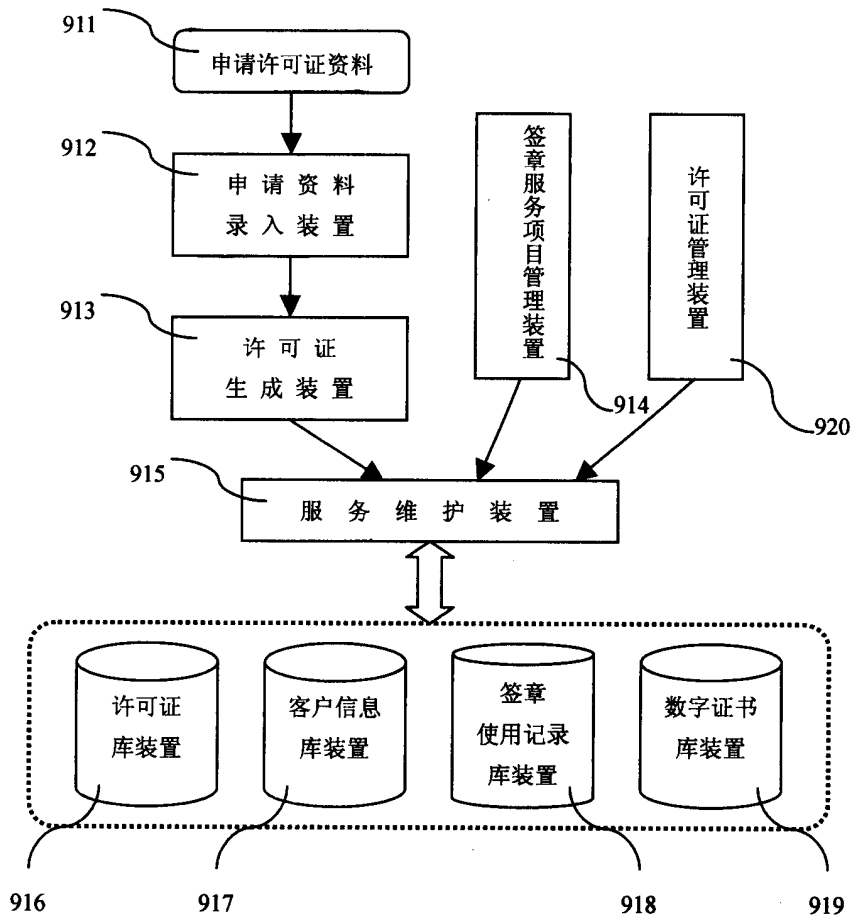 911
申请许可证资料
912
申请资料
录入装置
913
许可证
生成装置
签章服务项目管理装置
914
许可证管理装置
920
915
服务维护装置
许可证
库装置
客户信息
库装置
签章
使用记录
库装置
数字证书
库装置
916
917
918
919